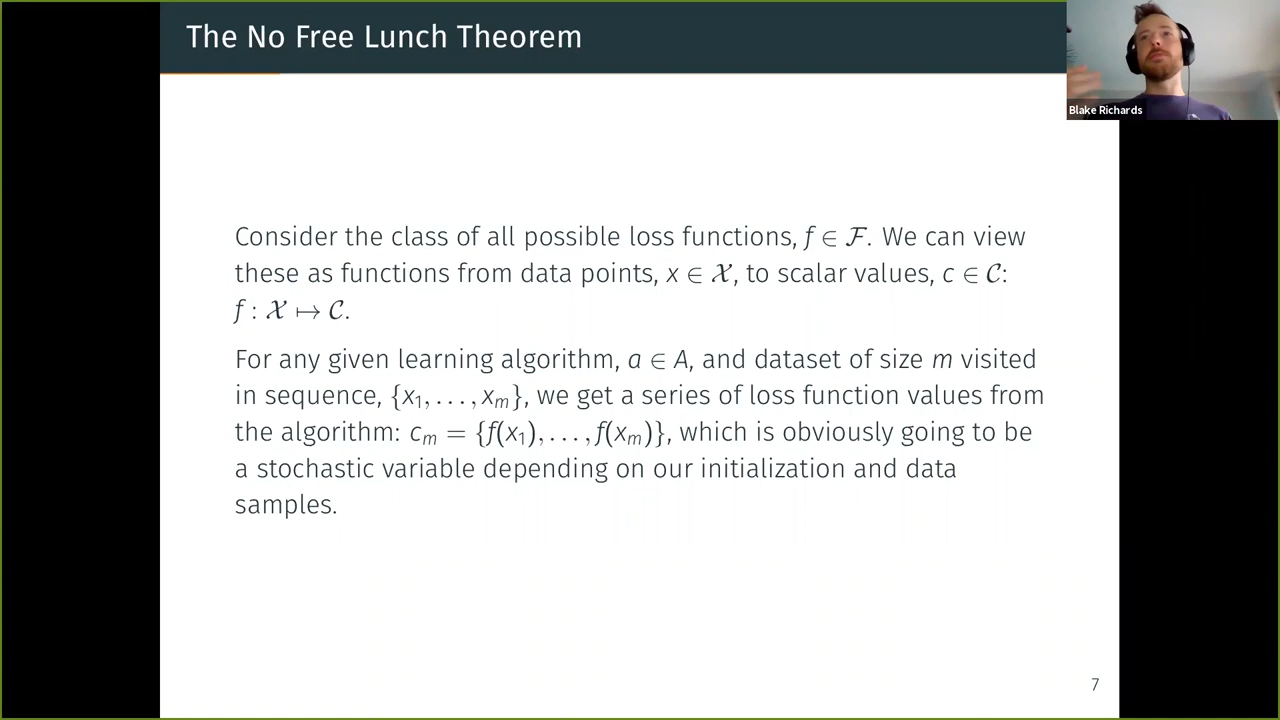 The No Free Lunch Theorem
Blake Richards
Consider the class of all possible loss functions, f ∈ ℱ. We can view
these as functions from data points, x ∈ 𝒳, to scalar values, c ∈ 𝒞:
f : 𝒳 ↦ 𝒞.
For any given learning algorithm, a ∈ A, and dataset of size m visited
in sequence, {x₁, . . . , xₘ}, we get a series of loss function values from
the algorithm: cₘ = {f(x₁), . . . , f(xₘ)}, which is obviously going to be
a stochastic variable depending on our initialization and data
samples.
7